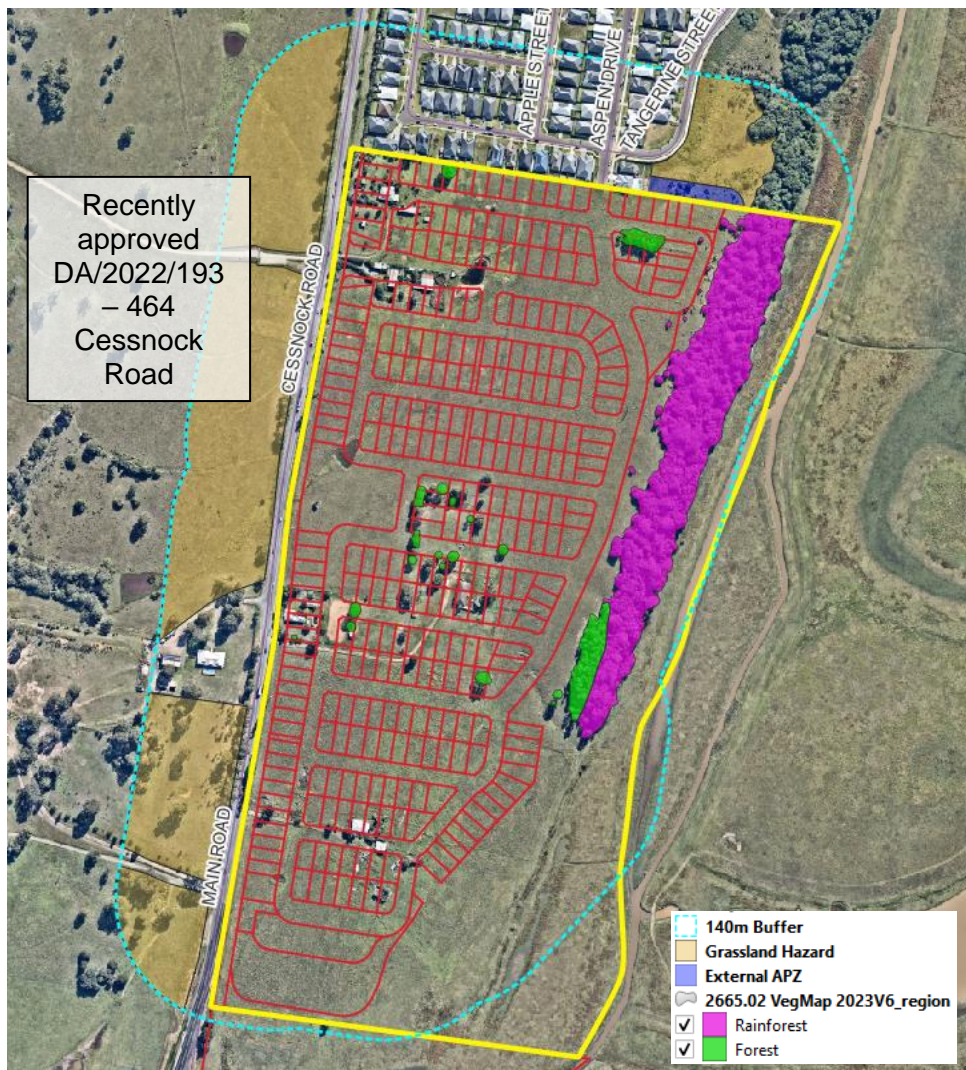 APPLE STREET
ASPEN DRIVE
TANGERINE STREET
Recently
approved
DA/2022/193
– 464
Cessnock
Road
CESSNOCK ROAD
MAIN ROAD
140m Buffer
Grassland Hazard
External APZ
2665.02 VegMap 2023V6_region
Rainforest
Forest